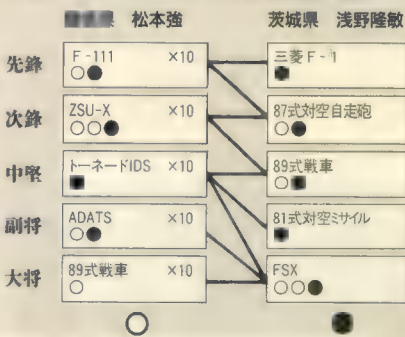 県 松本強
茨城県 浅野隆敏
先鋒
F-111 ×10
○●
三菱F-1
●
次鋒
ZSU-X ×10
○○●
87式対空自走砲
○●
中堅
トーネードIDS ×10
■
89式戦車
○■
副将
ADATS ×10
○●
81式対空ミサイル
■
大将
89式戦車 ×10
○
FSX
○○●
○
●